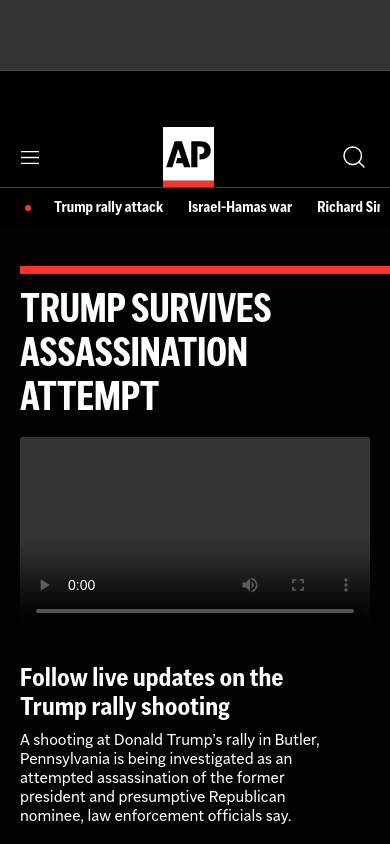 AP
Trump rally attack Israel-Hamas war Richard
TRUMP SURVIVES
ASSASSINATION
ATTEMPT
0:00
Follow live updates on the
Trump rally shooting
A shooting at Donald Trump’s rally in Butler,
Pennsylvania is being investigated as an
attempted assassination of the former
president and presumptive Republican
nominee, law enforcement officials say.